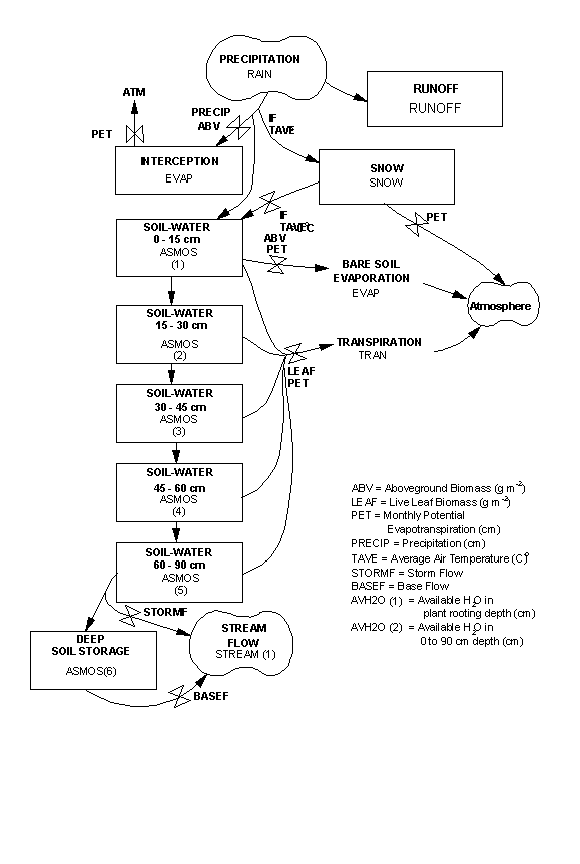 PRECIPITATION
RAIN
RUNOFF
RUNOFF
ATM
PRECIP
ABV
IF
TAVE
PET
INTERCEPTION
EVAP
SNOW
SNOW
PET
IF
TAVE
ABV
PET
SOIL-WATER
0 - 15 cm
ASMOS
(1)
BARE SOIL
EVAPORATION
EVAP
Atmosphere
SOIL-WATER
15 - 30 cm
ASMOS
(2)
TRANSPIRATION
TRAN
LEAF
PET
SOIL-WATER
30 - 45 cm
ASMOS
(3)
SOIL-WATER
45 - 60 cm
ASMOS
(4)
SOIL-WATER
60 - 90 cm
ASMOS
(5)
ABV = Aboveground Biomass (g m⁻²)
LEAF = Live Leaf Biomass (g m⁻²)
PET = Monthly Potential
Evapotranspiration (cm)
PRECIP = Precipitation (cm)
TAVE = Average Air Temperature (C°)
STORMF = Storm Flow
BASEF = Base Flow
AVH2O (1) = Available H₂O in
plant rooting depth (cm)
AVH2O (2) = Available H₂O in
0 to 90 cm depth (cm)
STORMF
DEEP
SOIL STORAGE
ASMOS(6)
STREAM
FLOW
STREAM (1)
BASEF